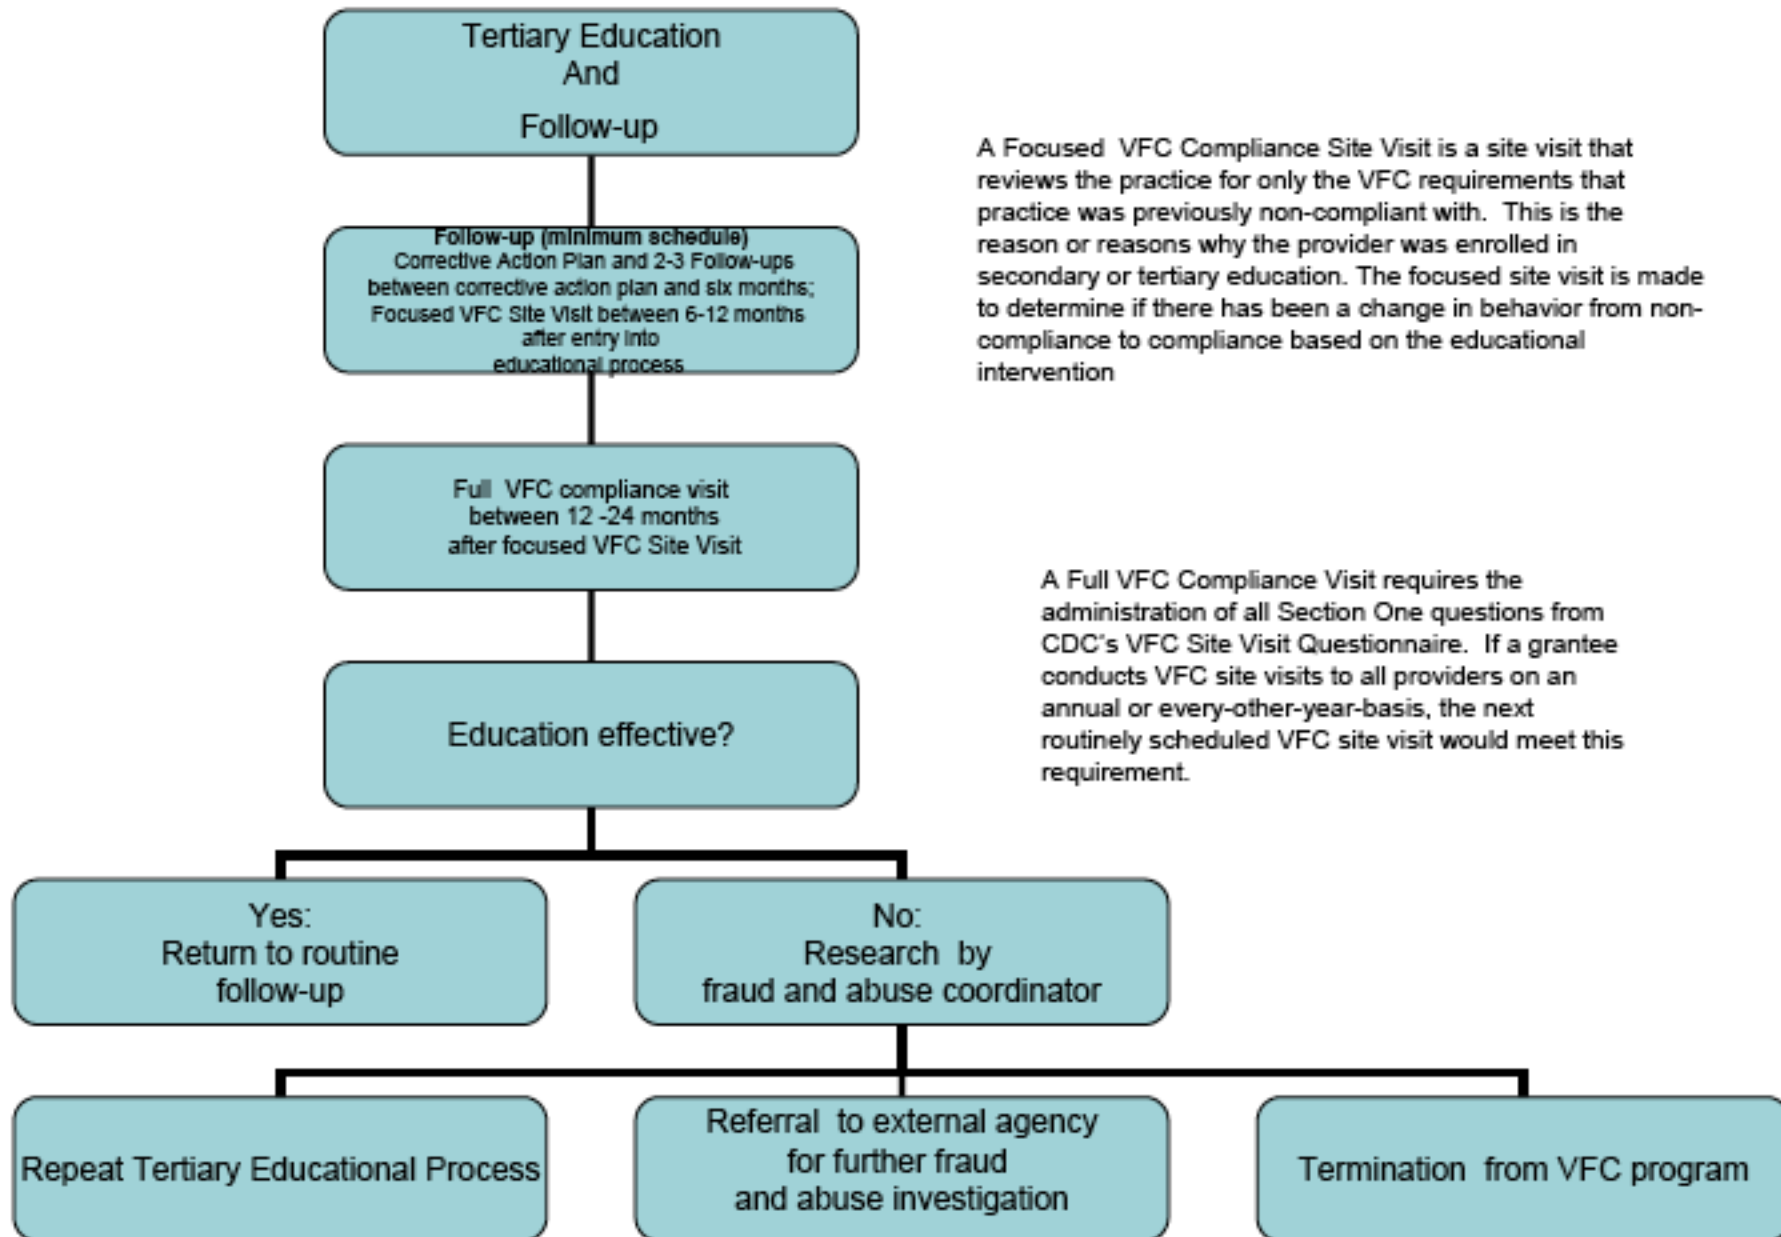 Tertiary Education
And
Follow-up
Follow-up (minimum schedule)
Corrective Action Plan and 2-3 Follow-ups
between corrective action plan and six months;
Focused VFC Site Visit between 6-12 months
after entry into
educational process
A Focused VFC Compliance Site Visit is a site visit that
reviews the practice for only the VFC requirements that
practice was previously non-compliant with. This is the
reason or reasons why the provider was enrolled in
secondary or tertiary education. The focused site visit is made
to determine if there has been a change in behavior from non-
compliance to compliance based on the educational
intervention
Full VFC compliance visit
between 12 -24 months
after focused VFC Site Visit
A Full VFC Compliance Visit requires the
administration of all Section One questions from
CDC's VFC Site Visit Questionnaire. If a grantee
conducts VFC site visits to all providers on an
annual or every-other-year-basis, the next
routinely scheduled VFC site visit would meet this
requirement.
Education effective?
Yes:
Return to routine
follow-up
No:
Research by
fraud and abuse coordinator
Repeat Tertiary Educational Process
Referral to external agency
for further fraud
and abuse investigation
Termination from VFC program